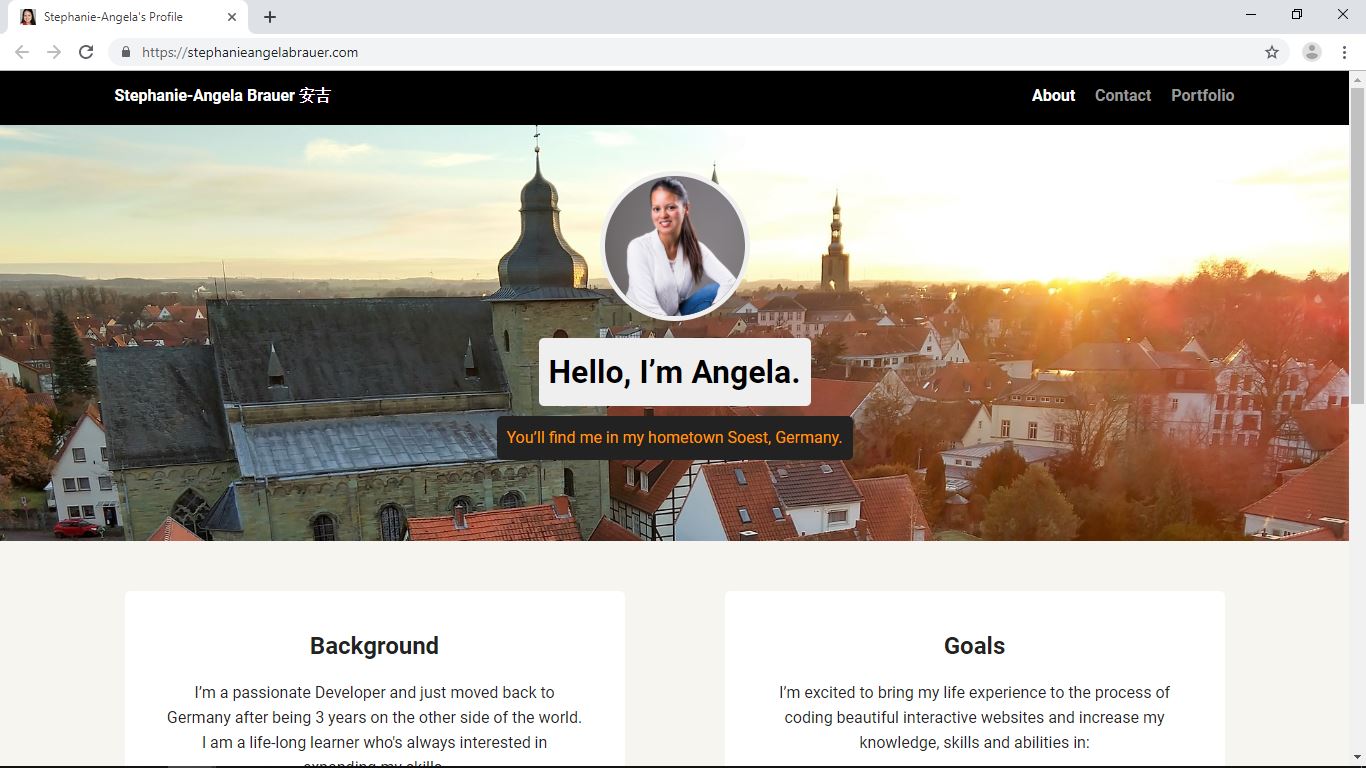 Stephanie-Angela's Profile
https://stephanieangelabrauer.com
Stephanie-Angela Brauer 安吉
About Contact Portfolio
Hello, I’m Angela.
You’ll find me in my hometown Soest, Germany.
Background
I’m a passionate Developer and just moved back to
Germany after being 3 years on the other side of the world.
I am a life-long learner who's always interested in
expanding my skills.
Goals
I’m excited to bring my life experience to the process of
coding beautiful interactive websites and increase my
knowledge, skills and abilities in: